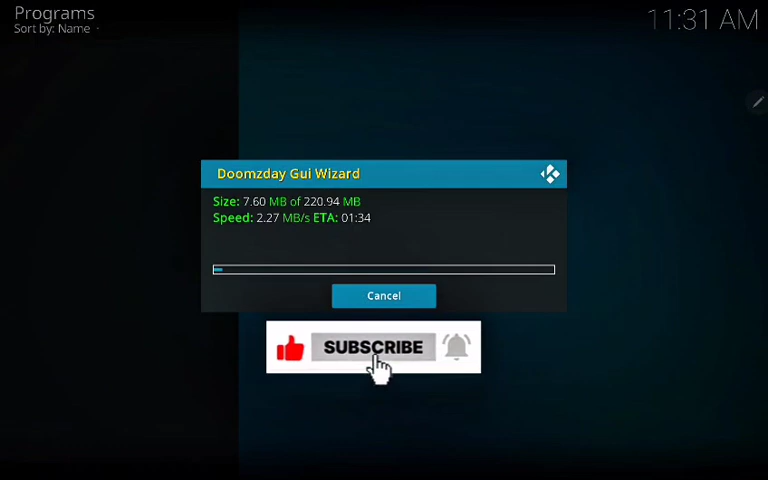 Programs
Sort by: Name ·
11:31 AM
Doomzday Gui Wizard
Size: 7.60 MB of 220.94 MB
Speed: 2.27 MB/s ETA: 01:34
Cancel
SUBSCRIBE